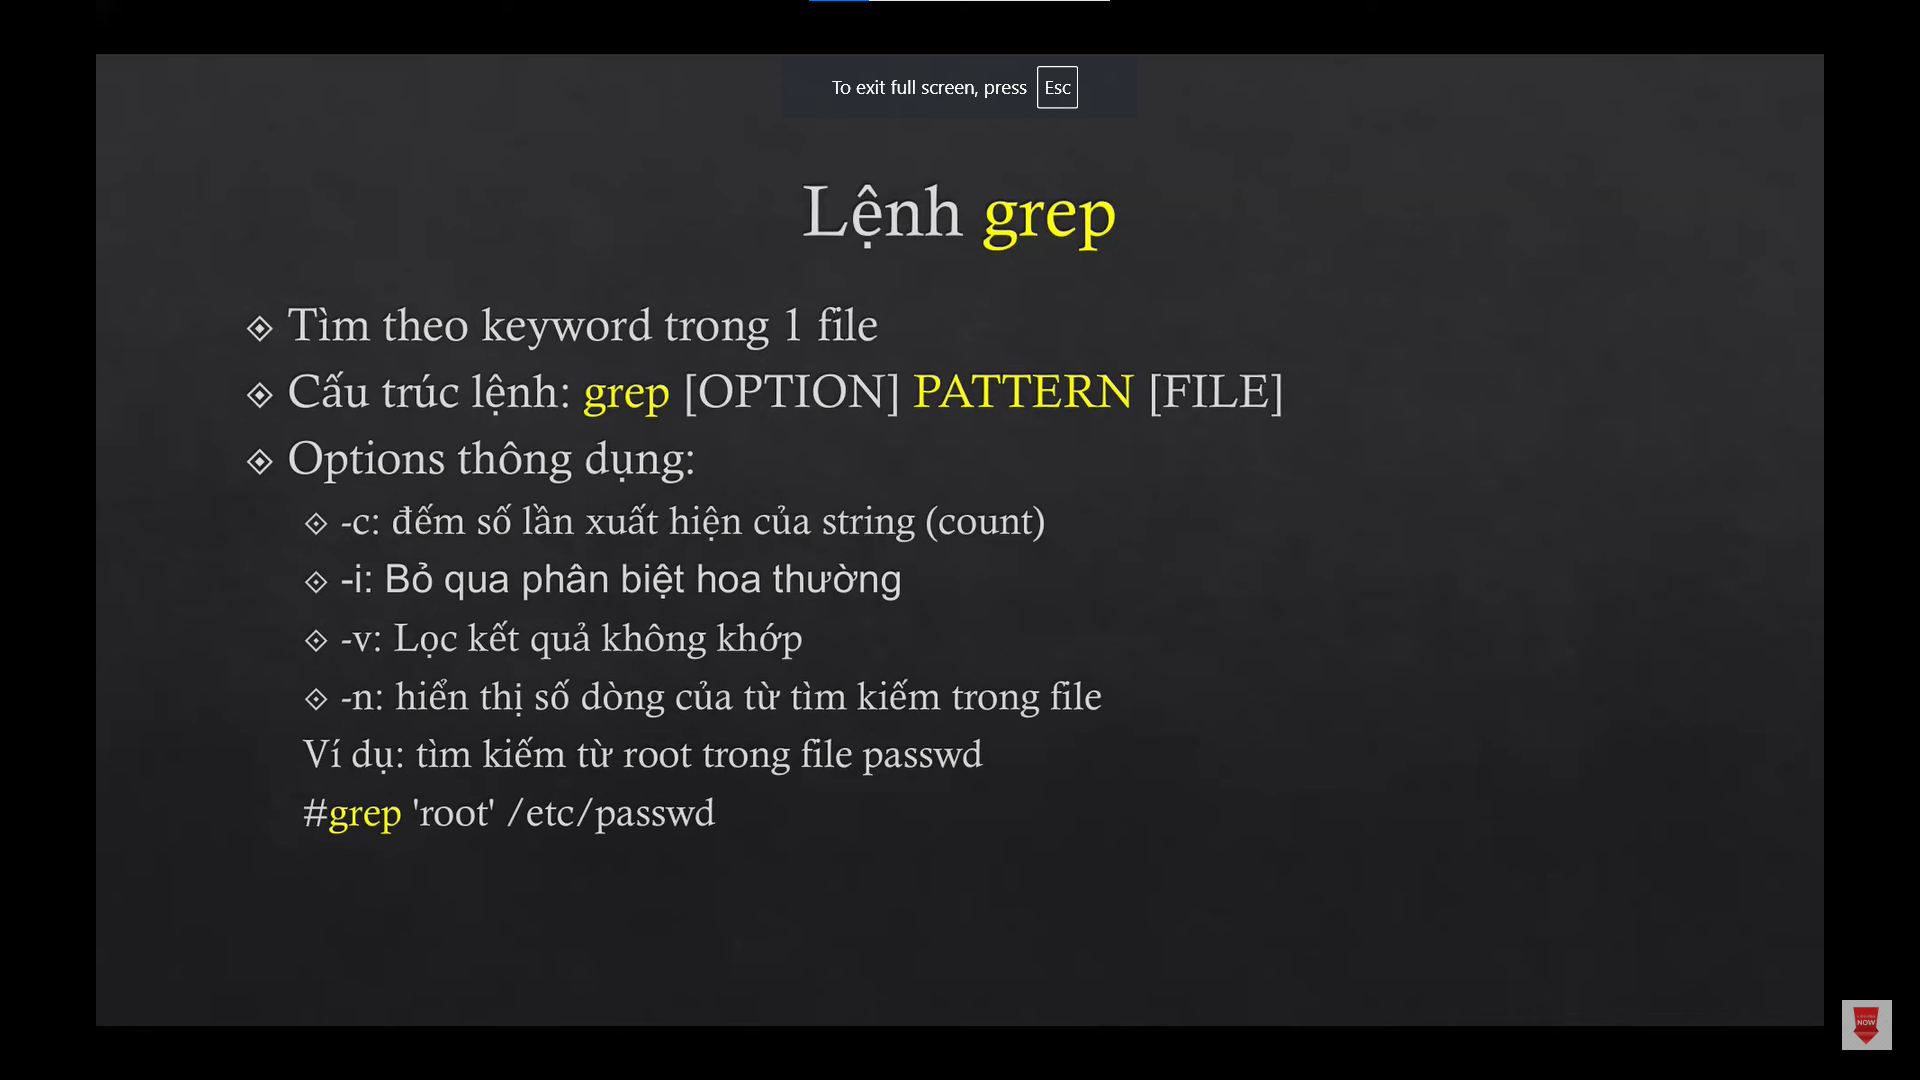 To exit full screen, press Esc
Lệnh grep
Tìm theo keyword trong 1 file
Cấu trúc lệnh: grep [OPTION] PATTERN [FILE]
Options thông dụng:
-c: đếm số lần xuất hiện của string (count)
-i: Bỏ qua phân biệt hoa thường
-v: Lọc kết quả không khớp
-n: hiển thị số dòng của từ tìm kiếm trong file
Ví dụ: tìm kiếm từ root trong file passwd
#grep 'root' /etc/passwd
NOW